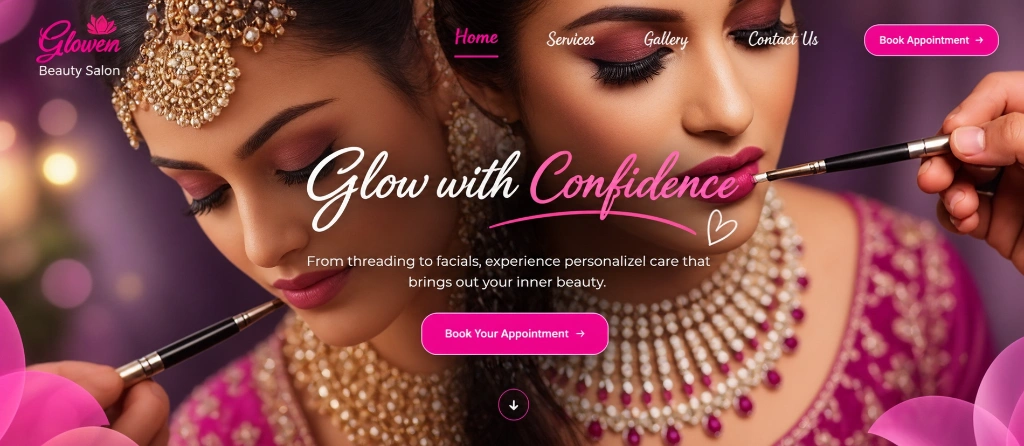 Glowen
Beauty Salon
Home
Services
Gallery
Contact Us
Book Appointment →
Glow with Confidence
From threading to facials, experience personalizel care that
brings out your inner beauty.
Book Your Appointment →